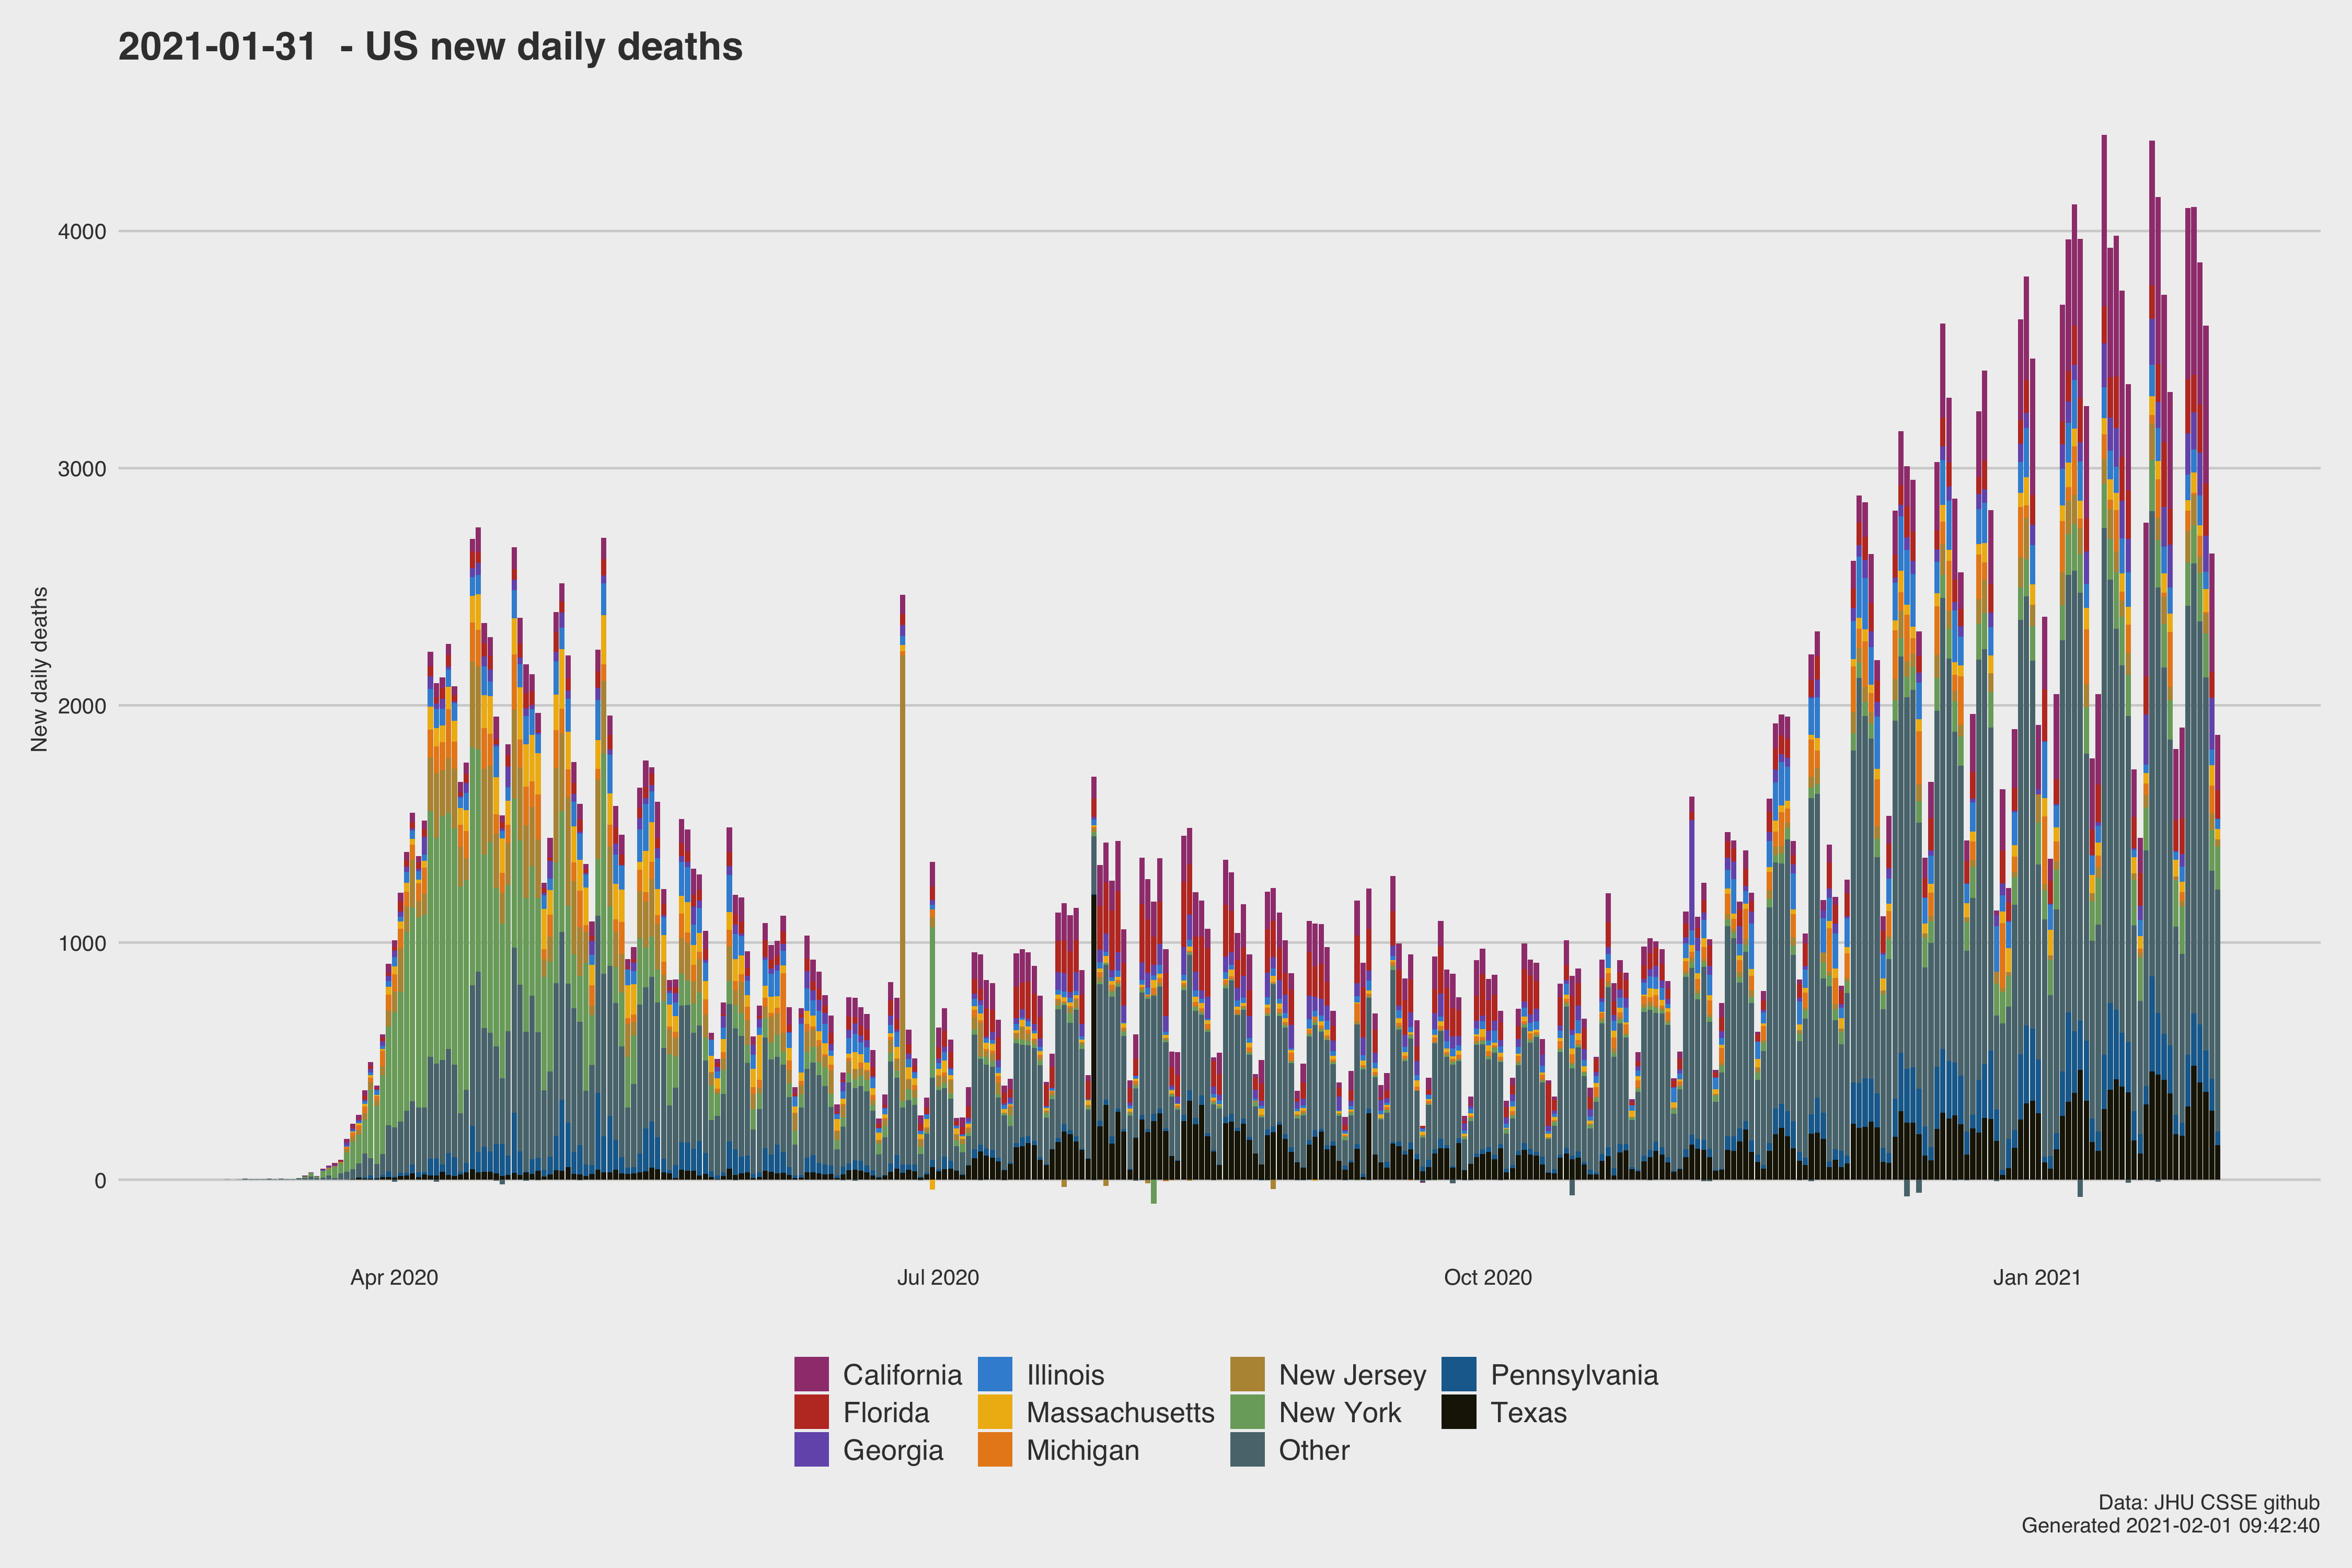 2021-01-31  - US new daily deaths
New daily deaths
4000
3000
2000
1000
0
Apr 2020
Jul 2020
Oct 2020
Jan 2021
California
Florida
Georgia
Illinois
Massachusetts
Michigan
New Jersey
New York
Other
Pennsylvania
Texas
Data: JHU CSSE github
Generated 2021-02-01 09:42:40